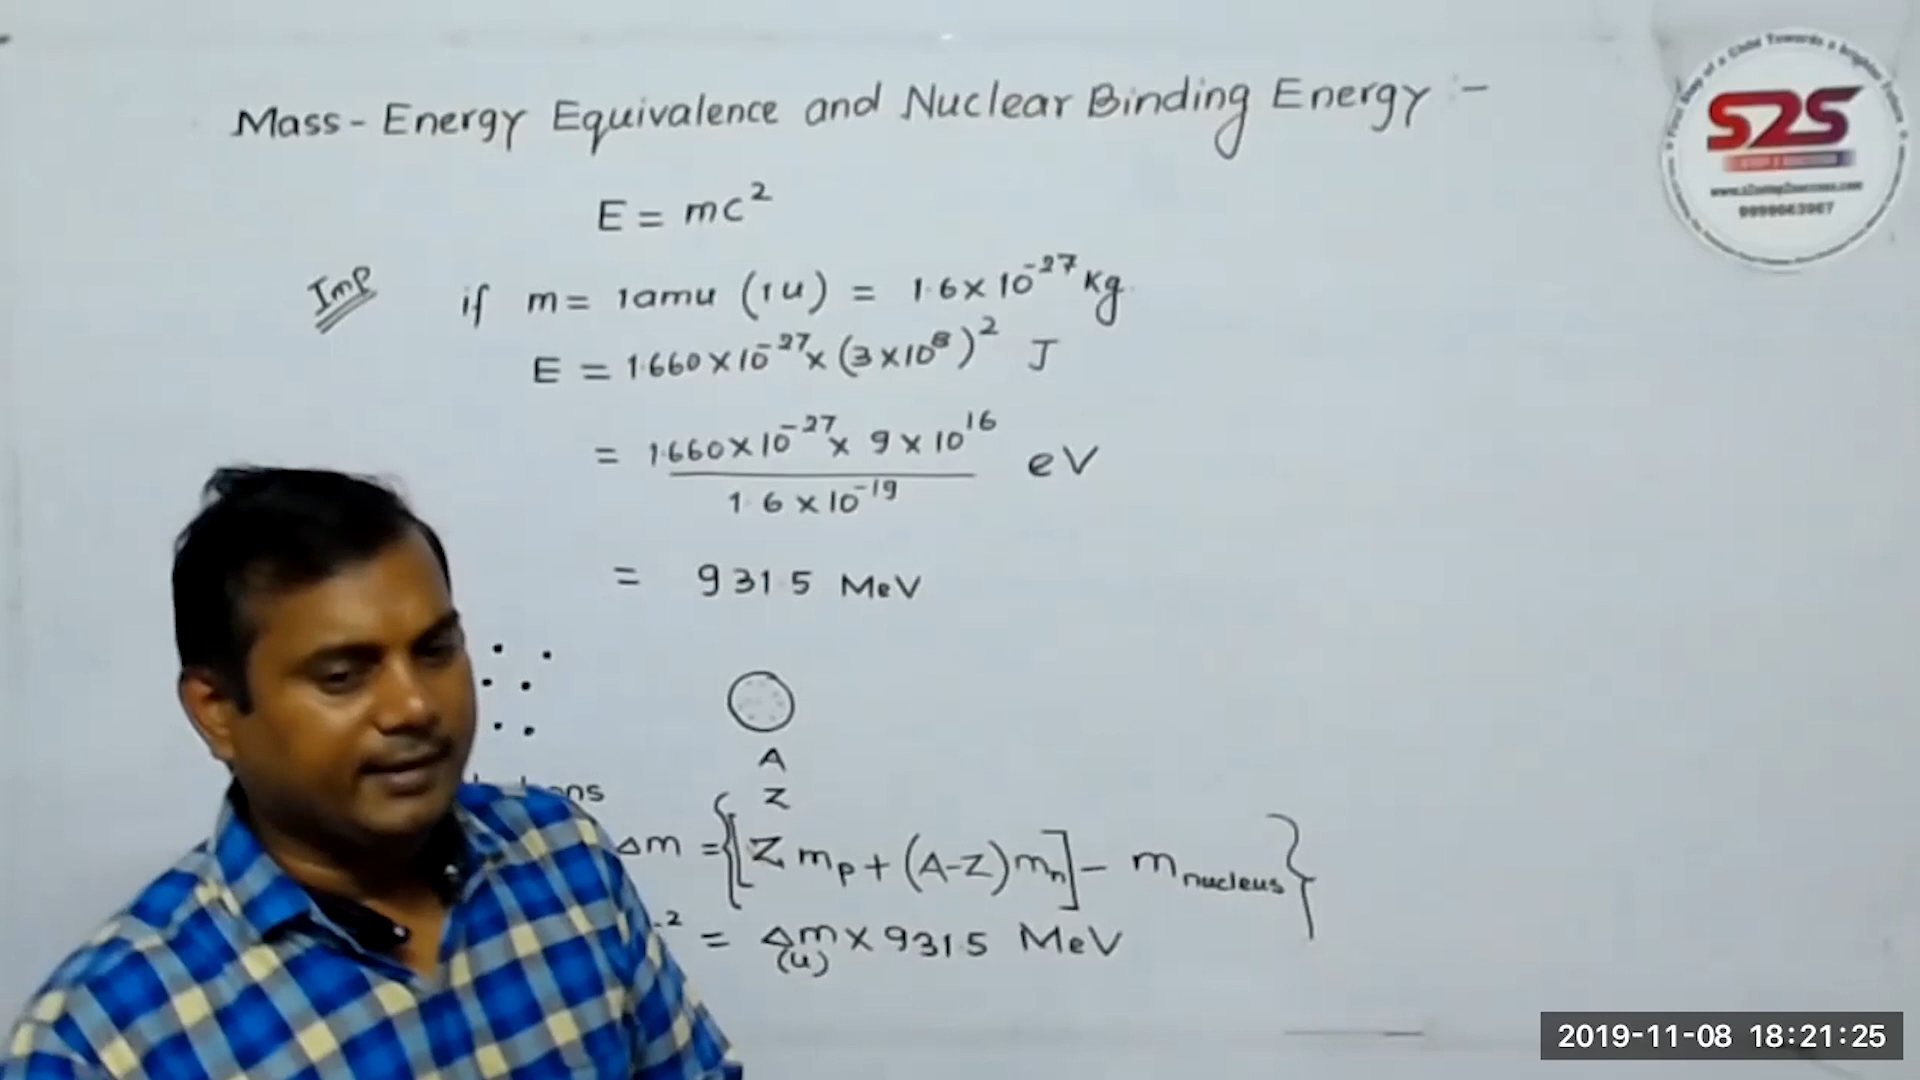 Mass - Energy Equivalence and Nuclear Binding Energy :-
E = mc²
Imp
if m = 1amu (1u) = 1.6 x 10⁻²⁷ Kg.
E = 1.660 x 10⁻²⁷ x (3 x 10⁸)² J
= 1.660 x 10⁻²⁷ x 9 x 10¹⁶
1.6 x 10⁻¹⁹
eV
= 931.5 MeV
A
Z
Δm = {[Z mₚ + (A-Z) mₙ] - m nucleus}
= Δm x 931.5 MeV
(u)
S2S
2019-11-08 18:21:25